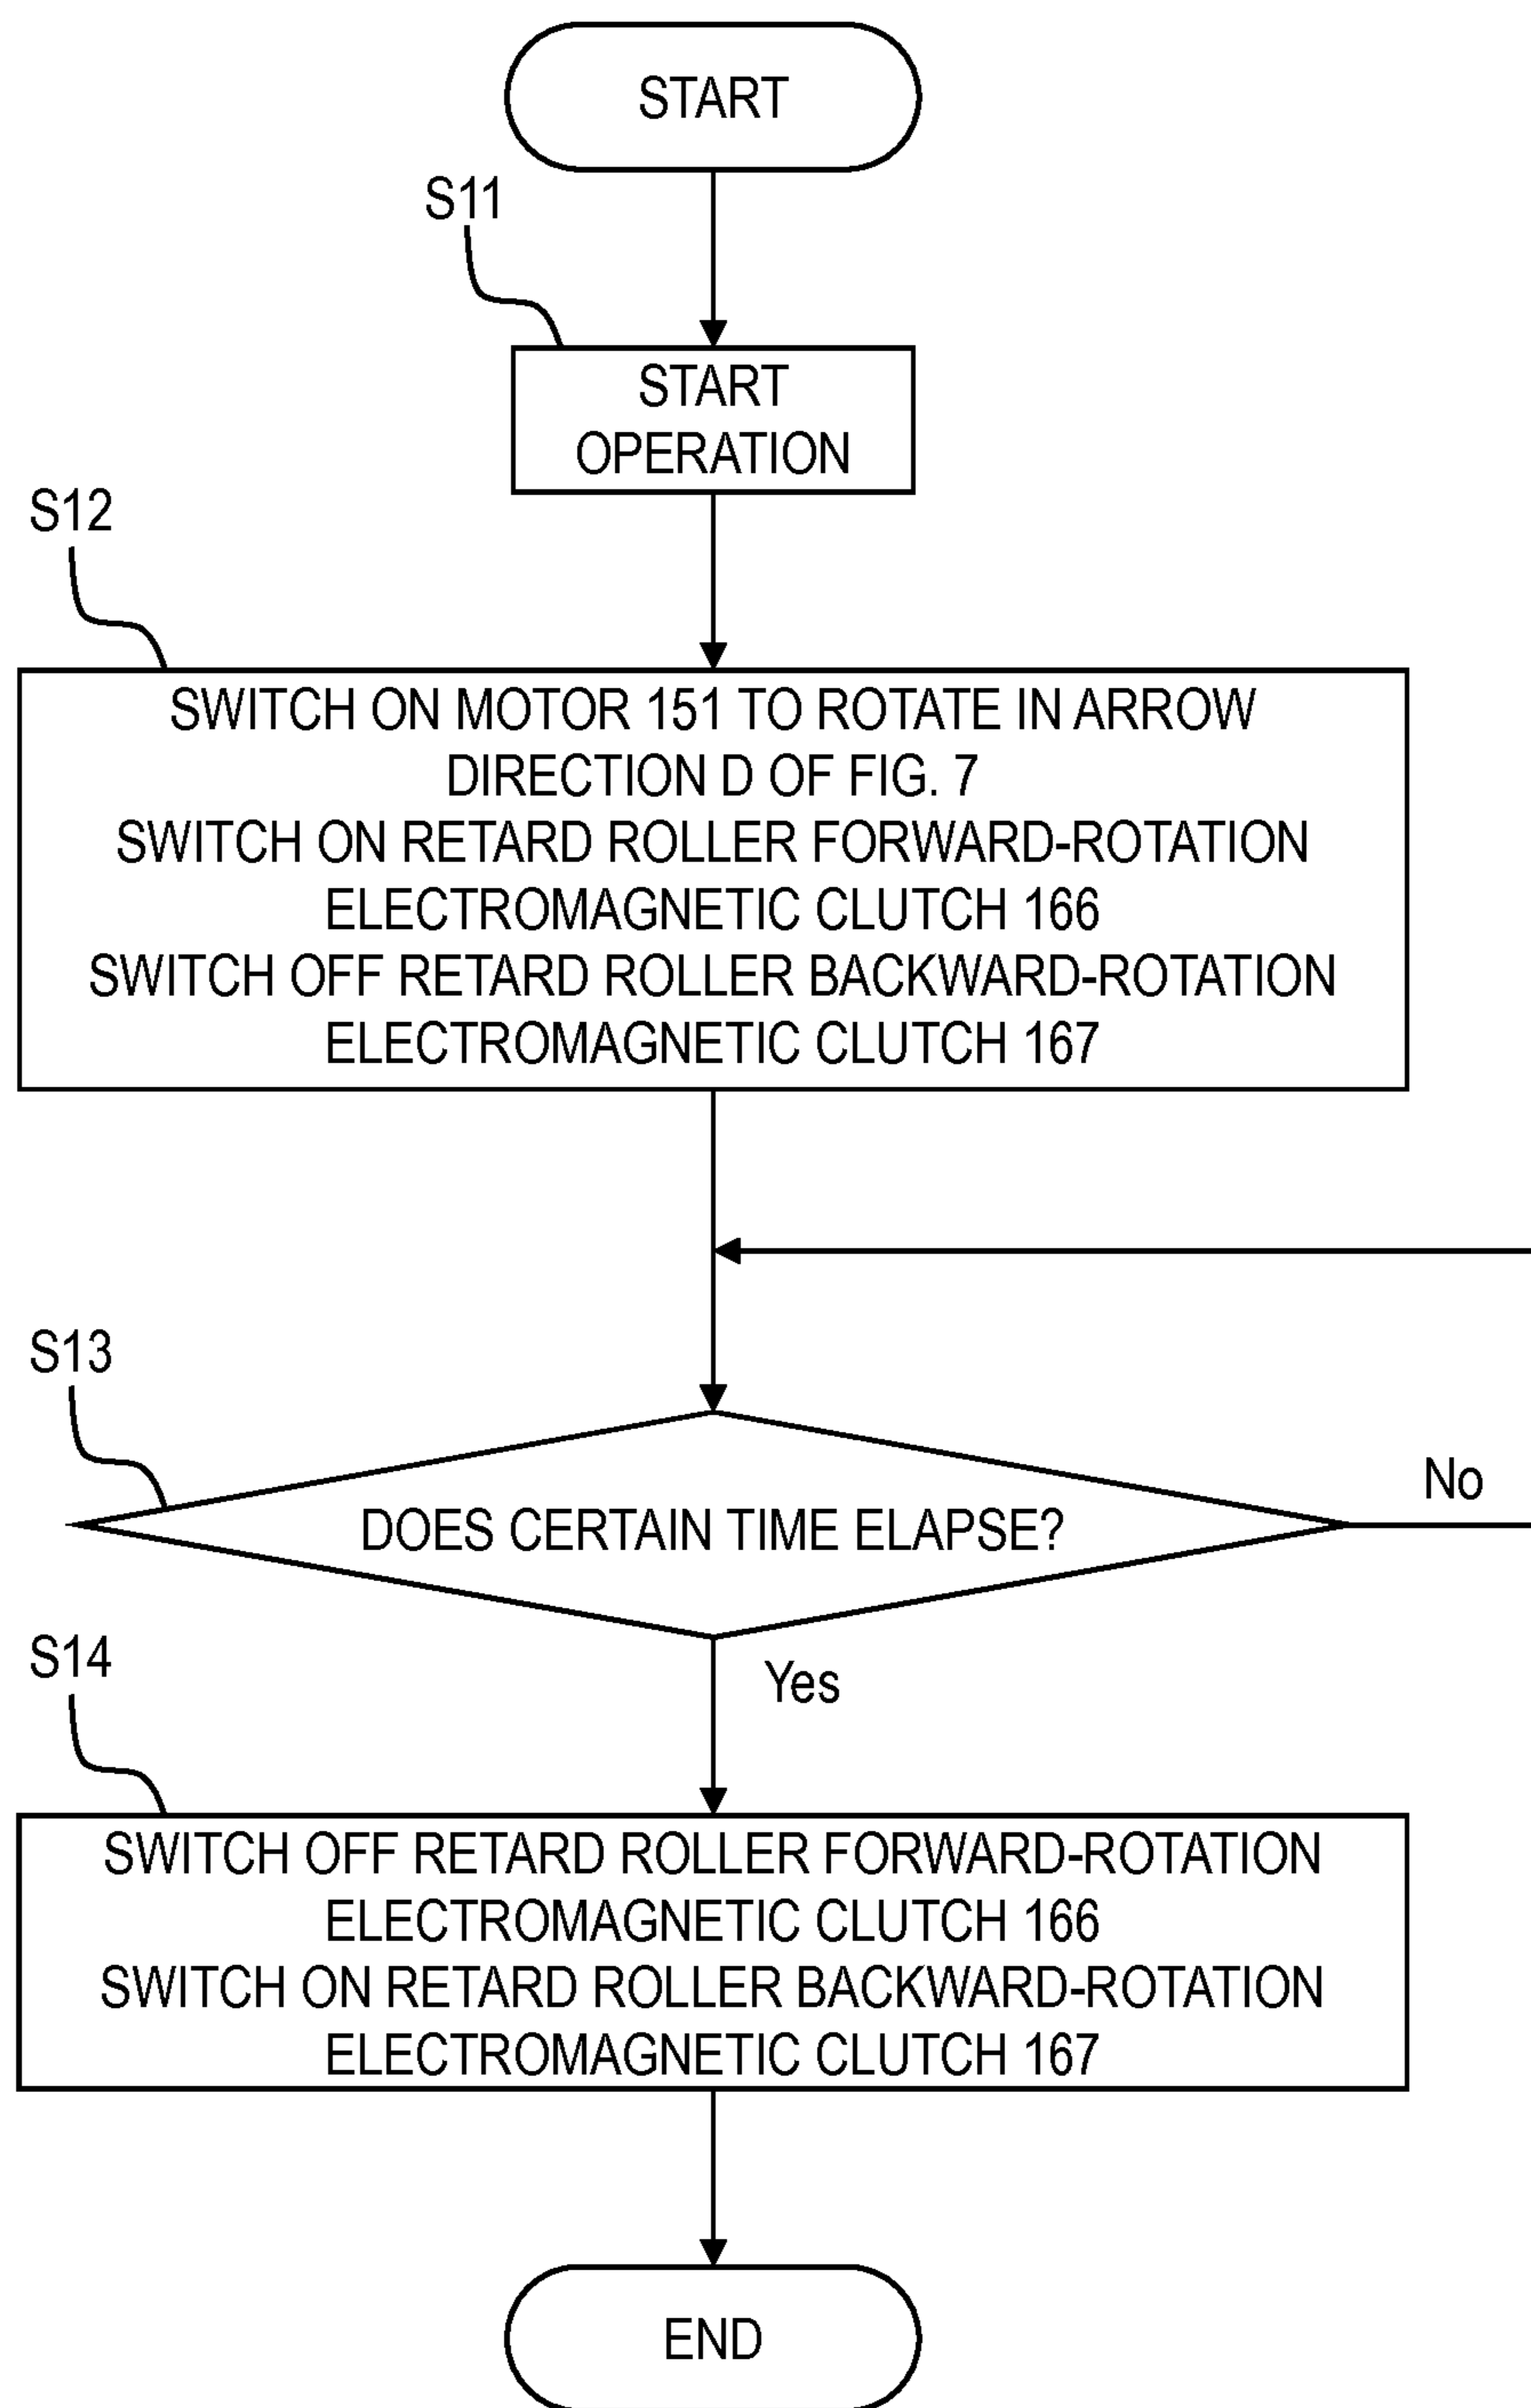 START
S11
START
OPERATION
S12
SWITCH ON MOTOR 151 TO ROTATE IN ARROW
DIRECTION D OF FIG. 7
SWITCH ON RETARD ROLLER FORWARD-ROTATION
ELECTROMAGNETIC CLUTCH 166
SWITCH OFF RETARD ROLLER BACKWARD-ROTATION
ELECTROMAGNETIC CLUTCH 167
S13
No
DOES CERTAIN TIME ELAPSE?
S14
Yes
SWITCH OFF RETARD ROLLER FORWARD-ROTATION
ELECTROMAGNETIC CLUTCH 166
SWITCH ON RETARD ROLLER BACKWARD-ROTATION
ELECTROMAGNETIC CLUTCH 167
END